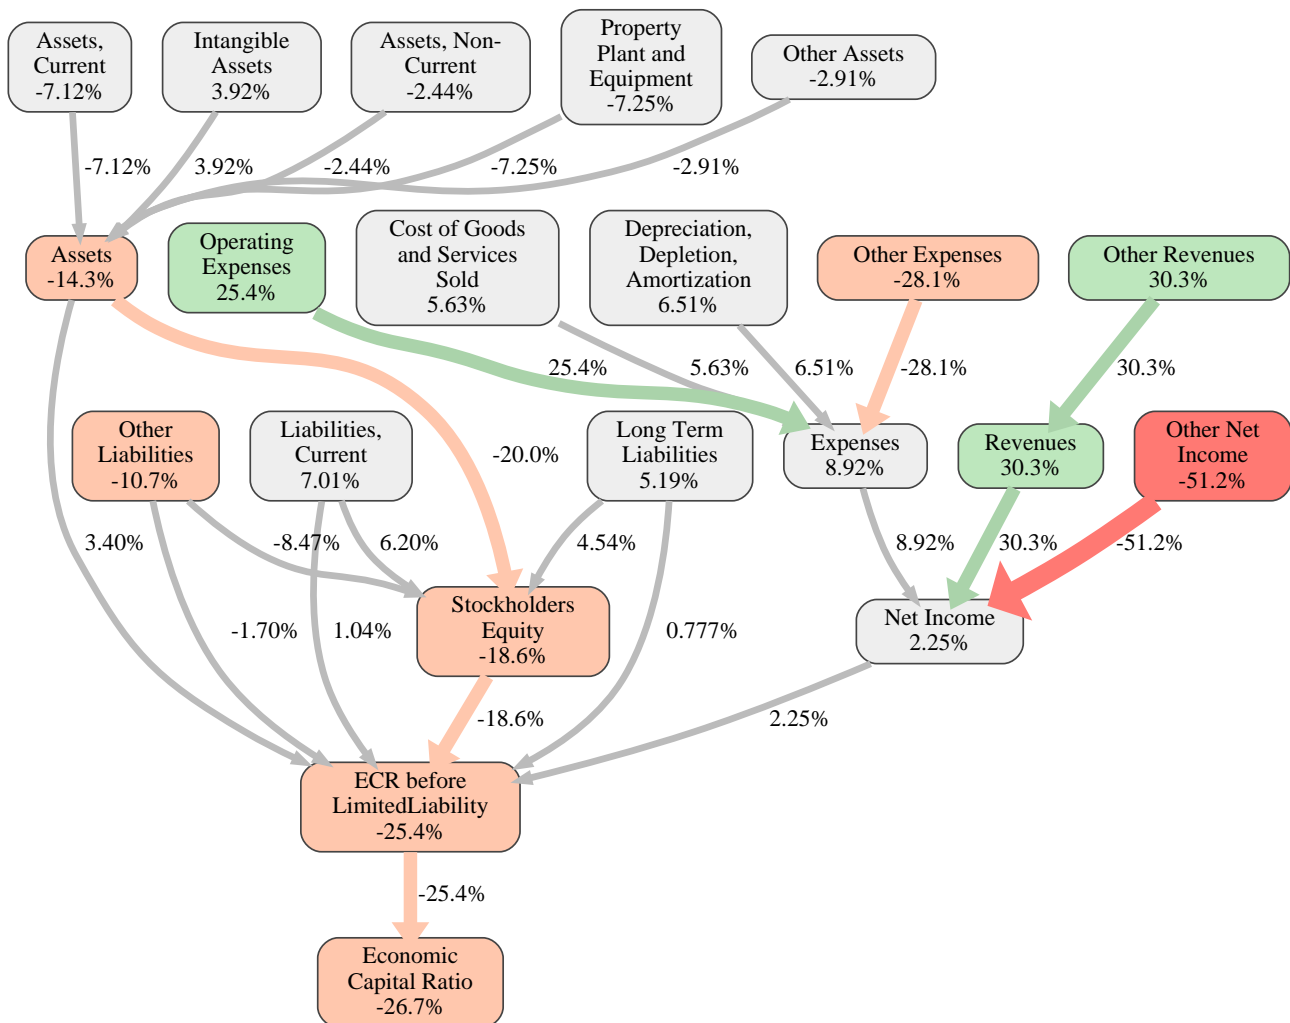 Assets,
Current
-7.12%
Intangible
Assets
3.92%
Assets, Non-
Current
-2.44%
Property
Plant and
Equipment
-7.25%
Other Assets
-2.91%
-7.12%
3.92%
-2.44%
-7.25%
-2.91%
Assets
-14.3%
Operating
Expenses
25.4%
Cost of Goods
and Services
Sold
5.63%
Depreciation,
Depletion,
Amortization
6.51%
Other Expenses
-28.1%
Other Revenues
30.3%
25.4%
5.63%
6.51%
-28.1%
30.3%
Other
Liabilities
-10.7%
Liabilities,
Current
7.01%
-20.0%
Long Term
Liabilities
5.19%
Expenses
8.92%
Revenues
30.3%
Other Net
Income
-51.2%
3.40%
-8.47%
6.20%
4.54%
8.92%
30.3%
-51.2%
-1.70%
1.04%
Stockholders
Equity
-18.6%
0.777%
Net Income
2.25%
-18.6%
2.25%
ECR before
LimitedLiability
-25.4%
-25.4%
Economic
Capital Ratio
-26.7%